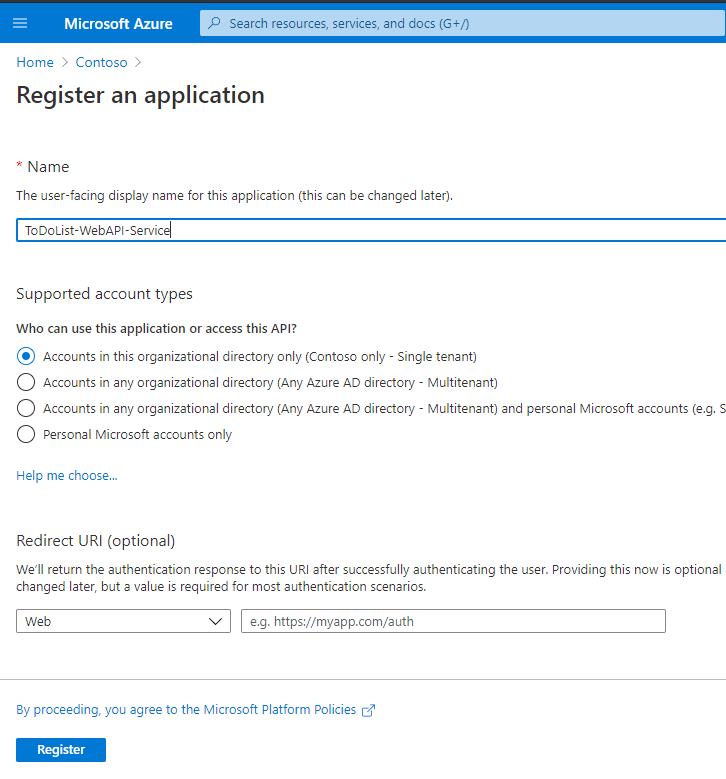 Microsoft Azure
Search resources, services, and docs (G+/)
Home > Contoso >
Register an application
* Name
The user-facing display name for this application (this can be changed later).
ToDoList-WebAPI-Service
Supported account types
Who can use this application or access this API?
Accounts in this organizational directory only (Contoso only - Single tenant)
Accounts in any organizational directory (Any Azure AD directory - Multitenant)
Accounts in any organizational directory (Any Azure AD directory - Multitenant) and personal Microsoft accounts (e.g. S
Personal Microsoft accounts only
Help me choose...
Redirect URI (optional)
We'll return the authentication response to this URI after successfully authenticating the user. Providing this now is optional
changed later, but a value is required for most authentication scenarios.
Web
e.g. https://myapp.com/auth
By proceeding, you agree to the Microsoft Platform Policies
Register